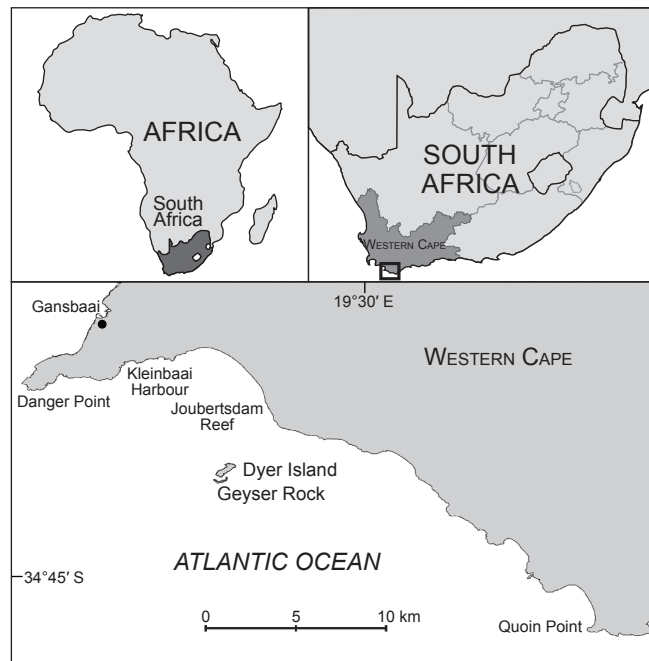 AFRICA
South
Africa
SOUTH
AFRICA
WESTERN CAPE
19°30′ E
Gansbaai
WESTERN CAPE
Kleinbaai
Harbour
Danger Point
Joubertsdam
Reef
Dyer Island
Geyser Rock
ATLANTIC OCEAN
34°45′ S
0 5 10 km
Quoin Point